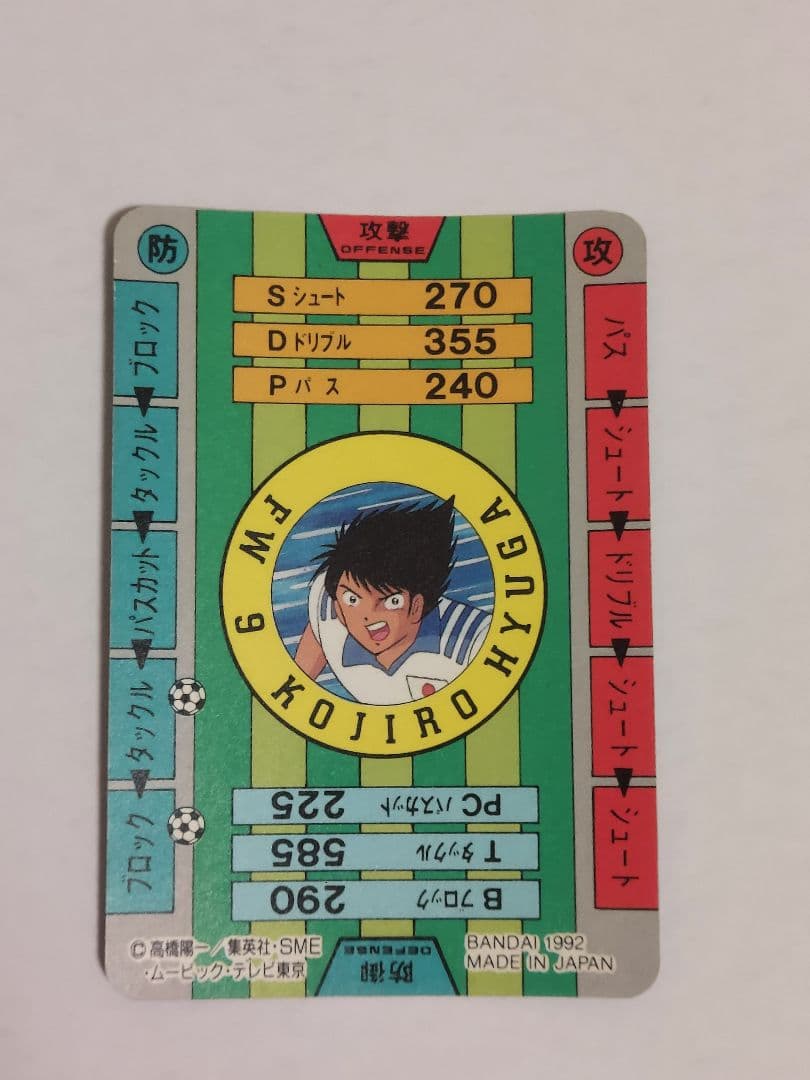 防
攻撃
OFFENSE
攻
S シュート 270
D ドリブル 355
P パス 240
ブロック
タックル
パスカット
タックル
ブロック
パス
シュート
ドリブル
シュート
シュート
FW 9 KOJIRO HYUGA
PC パスカット 225
T タックル 585
B ブロック 290
防御
DEFENSE
©高橋陽一／集英社・SME
・ムービック・テレビ東京
BANDAI 1992
MADE IN JAPAN